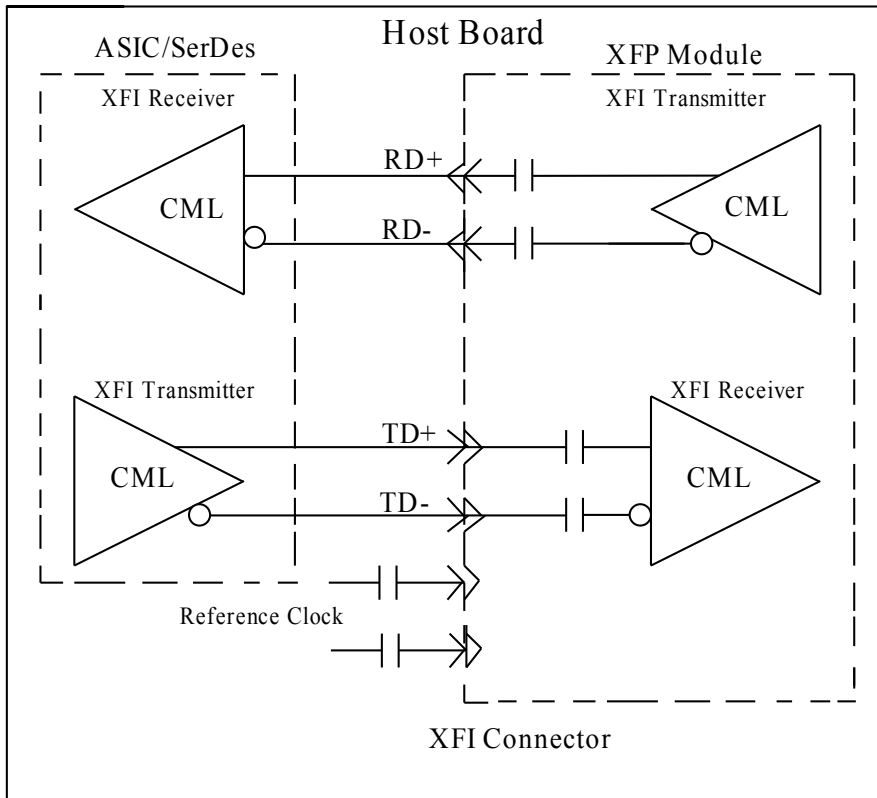 Host Board
ASIC/SerDes
XFP Module
XFI Receiver
XFI Transmitter
RD+
CML
CML
RD-
XFI Transmitter
XFI Receiver
TD+
CML
CML
TD-
Reference Clock
XFI Connector